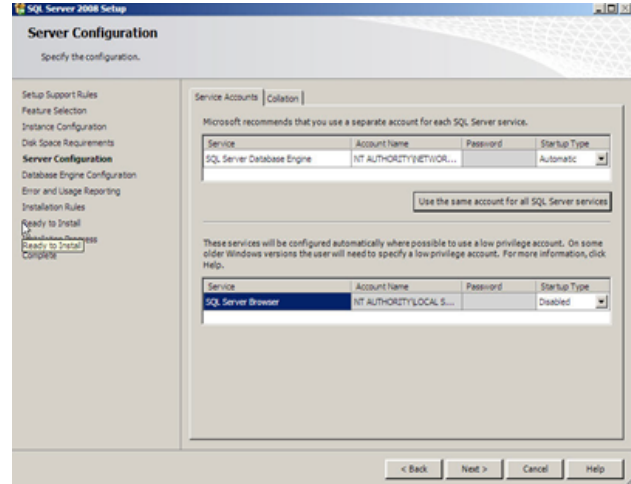 SQL Server 2008 Setup
Server Configuration
Specify the configuration.
Setup Support Rules
Feature Selection
Instance Configuration
Disk Space Requirements
Server Configuration
Database Engine Configuration
Error and Usage Reporting
Installation Rules
Ready to Install
Ready to Install
Complete
Service Accounts Collation
Microsoft recommends that you use a separate account for each SQL Server service.
Service Account Name Password Startup Type
SQL Server Database Engine NT AUTHORITY\NETWOR... Automatic
Use the same account for all SQL Server services
These services will be configured automatically where possible to use a low privilege account. On some
older Windows versions the user will need to specify a low privilege account. For more information, click
Help.
Service Account Name Password Startup Type
SQL Server Browser NT AUTHORITY\LOCAL S... Disabled
< Back Next > Cancel Help